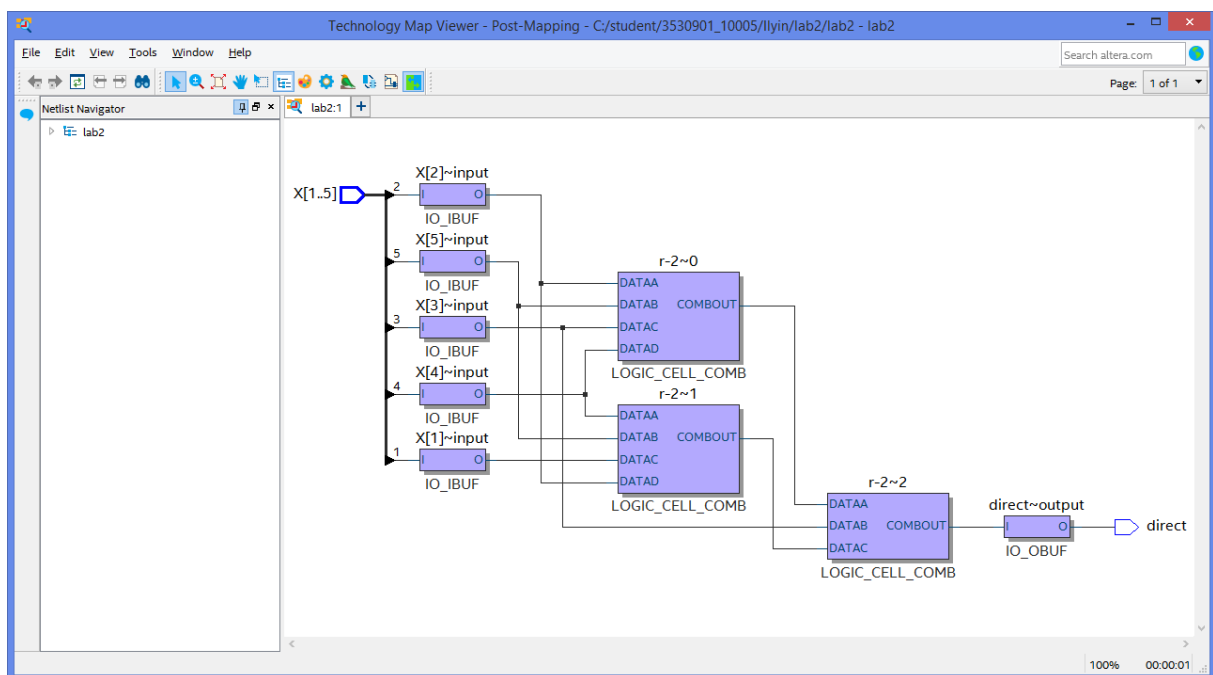 Technology Map Viewer - Post-Mapping - C:/student/3530901_10005/Ilyin/lab2/lab2 - lab2
File Edit View Tools Window Help
Search altera.com
Page: 1 of 1
Netlist Navigator
lab2:1
lab2
X[1..5]
X[2]~input
2
I O
IO_IBUF
X[5]~input
5
I O
IO_IBUF
X[3]~input
3
I O
IO_IBUF
X[4]~input
4
I O
IO_IBUF
X[1]~input
1
I O
IO_IBUF
r-2~0
DATAA
DATAB COMBOUT
DATAC
DATAD
LOGIC_CELL_COMB
r-2~1
DATAA
DATAB COMBOUT
DATAC
DATAD
LOGIC_CELL_COMB
r-2~2
DATAA
DATAB COMBOUT
DATAC
LOGIC_CELL_COMB
direct~output
I O
IO_OBUF
direct
100% 00:00:01